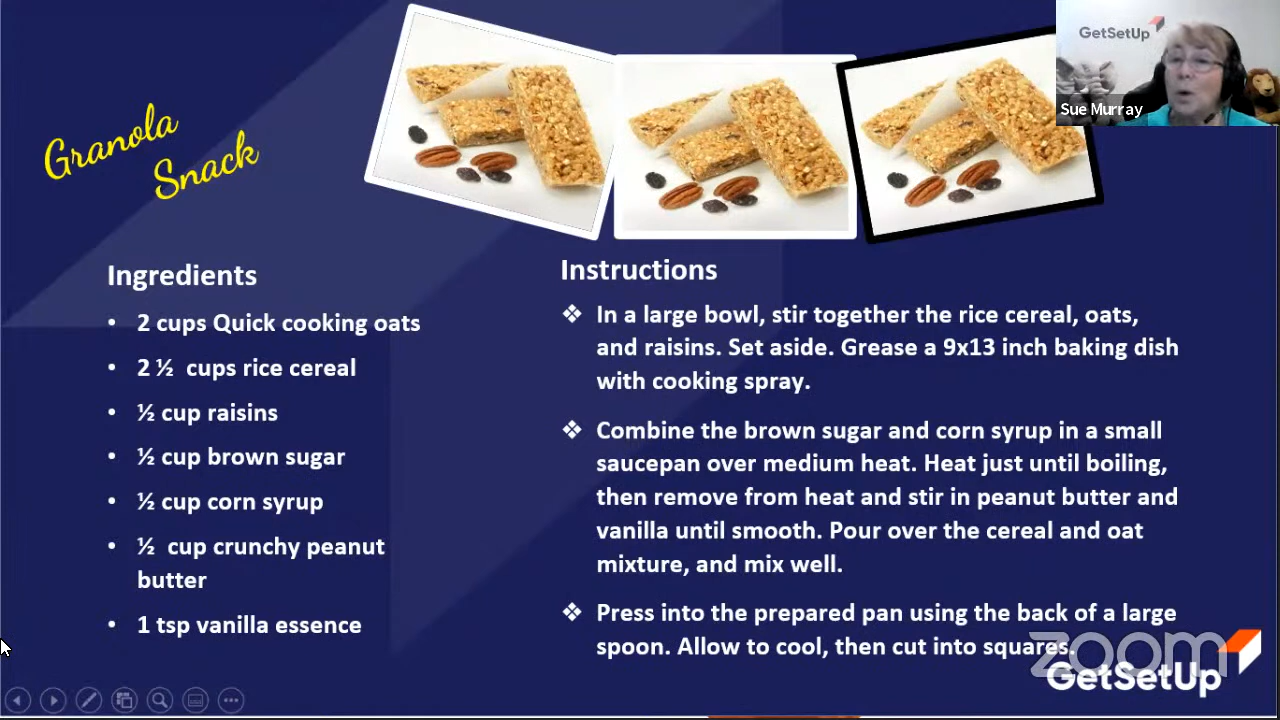 GetSetUp
Sue Murray
Granola
Snack
Ingredients
• 2 cups Quick cooking oats
• 2 ½ cups rice cereal
• ½ cup raisins
• ½ cup brown sugar
• ½ cup corn syrup
• ½ cup crunchy peanut
butter
• 1 tsp vanilla essence
Instructions
❖ In a large bowl, stir together the rice cereal, oats,
and raisins. Set aside. Grease a 9x13 inch baking dish
with cooking spray.
❖ Combine the brown sugar and corn syrup in a small
saucepan over medium heat. Heat just until boiling,
then remove from heat and stir in peanut butter and
vanilla until smooth. Pour over the cereal and oat
mixture, and mix well.
❖ Press into the prepared pan using the back of a large
spoon. Allow to cool, then cut into squares.
zoom
GetSetUp